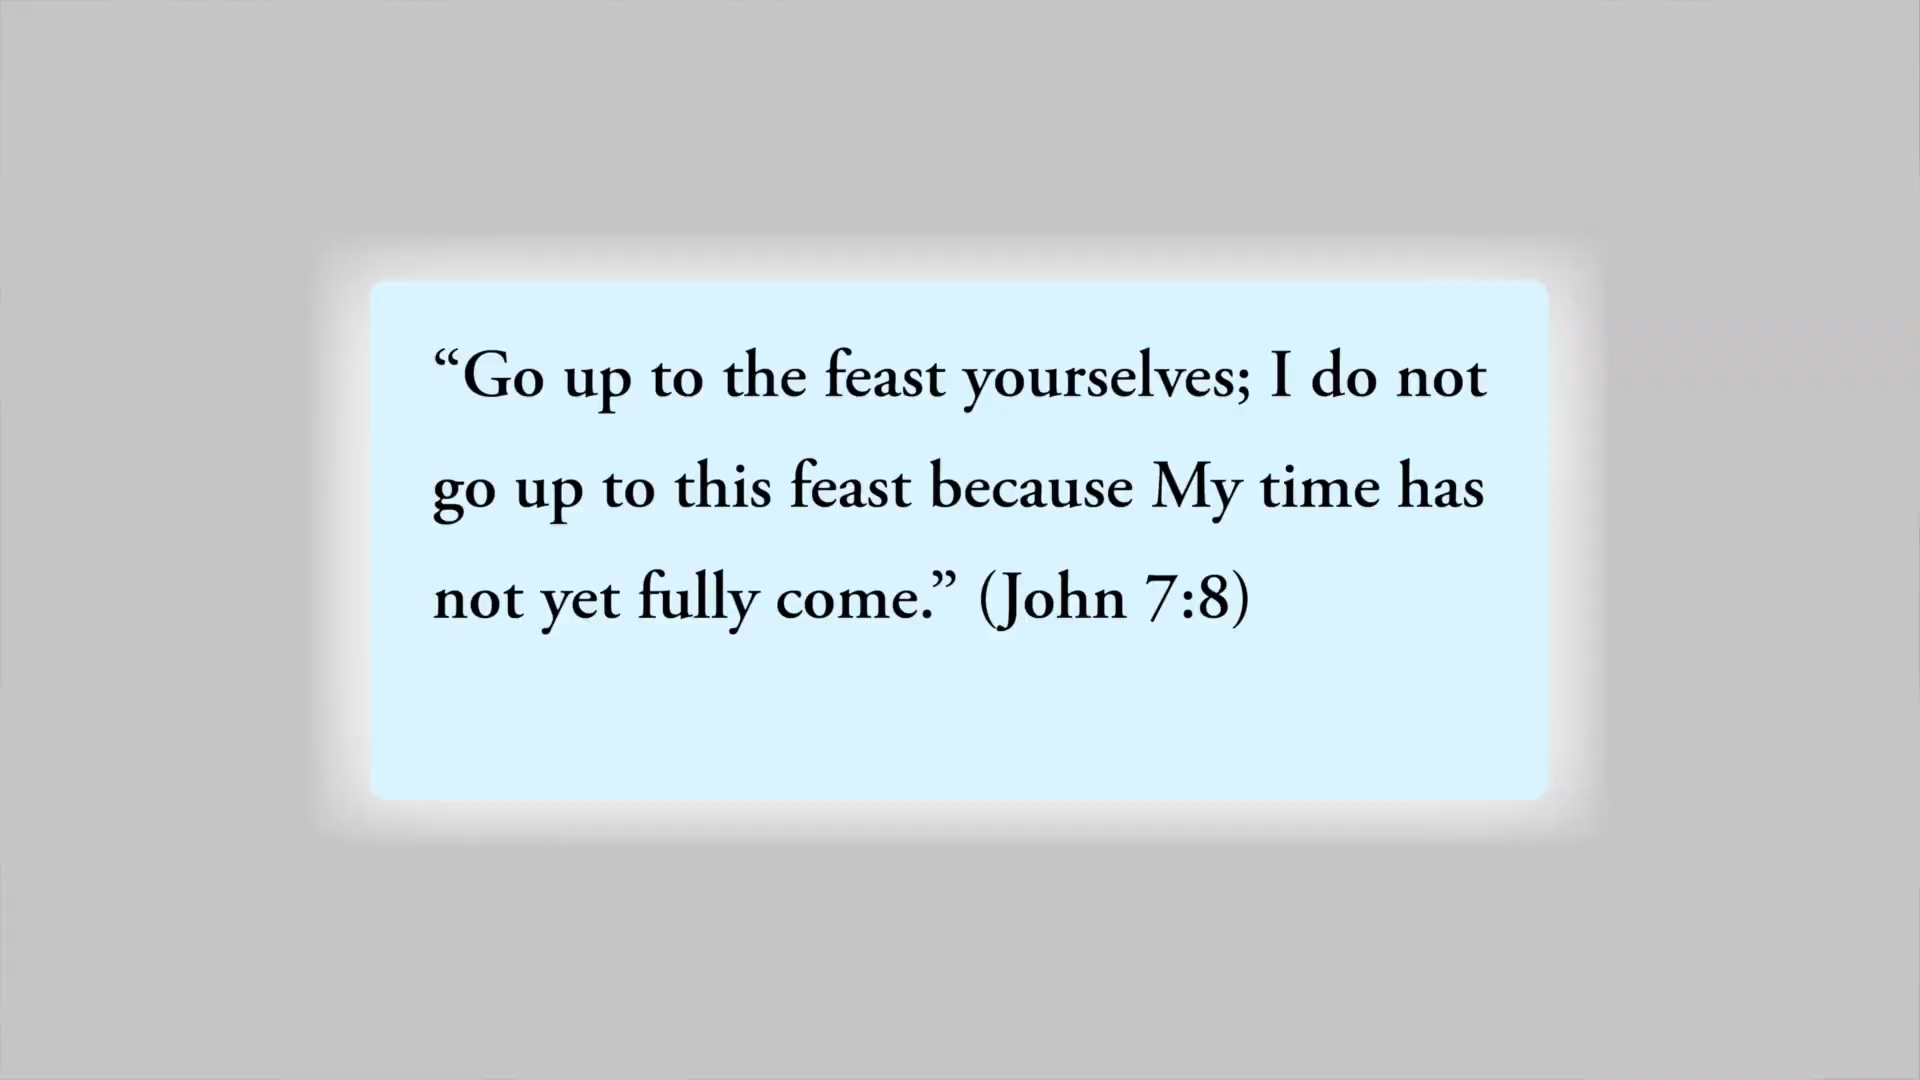 “Go up to the feast yourselves; I do not
go up to this feast because My time has
not yet fully come.” (John 7:8)